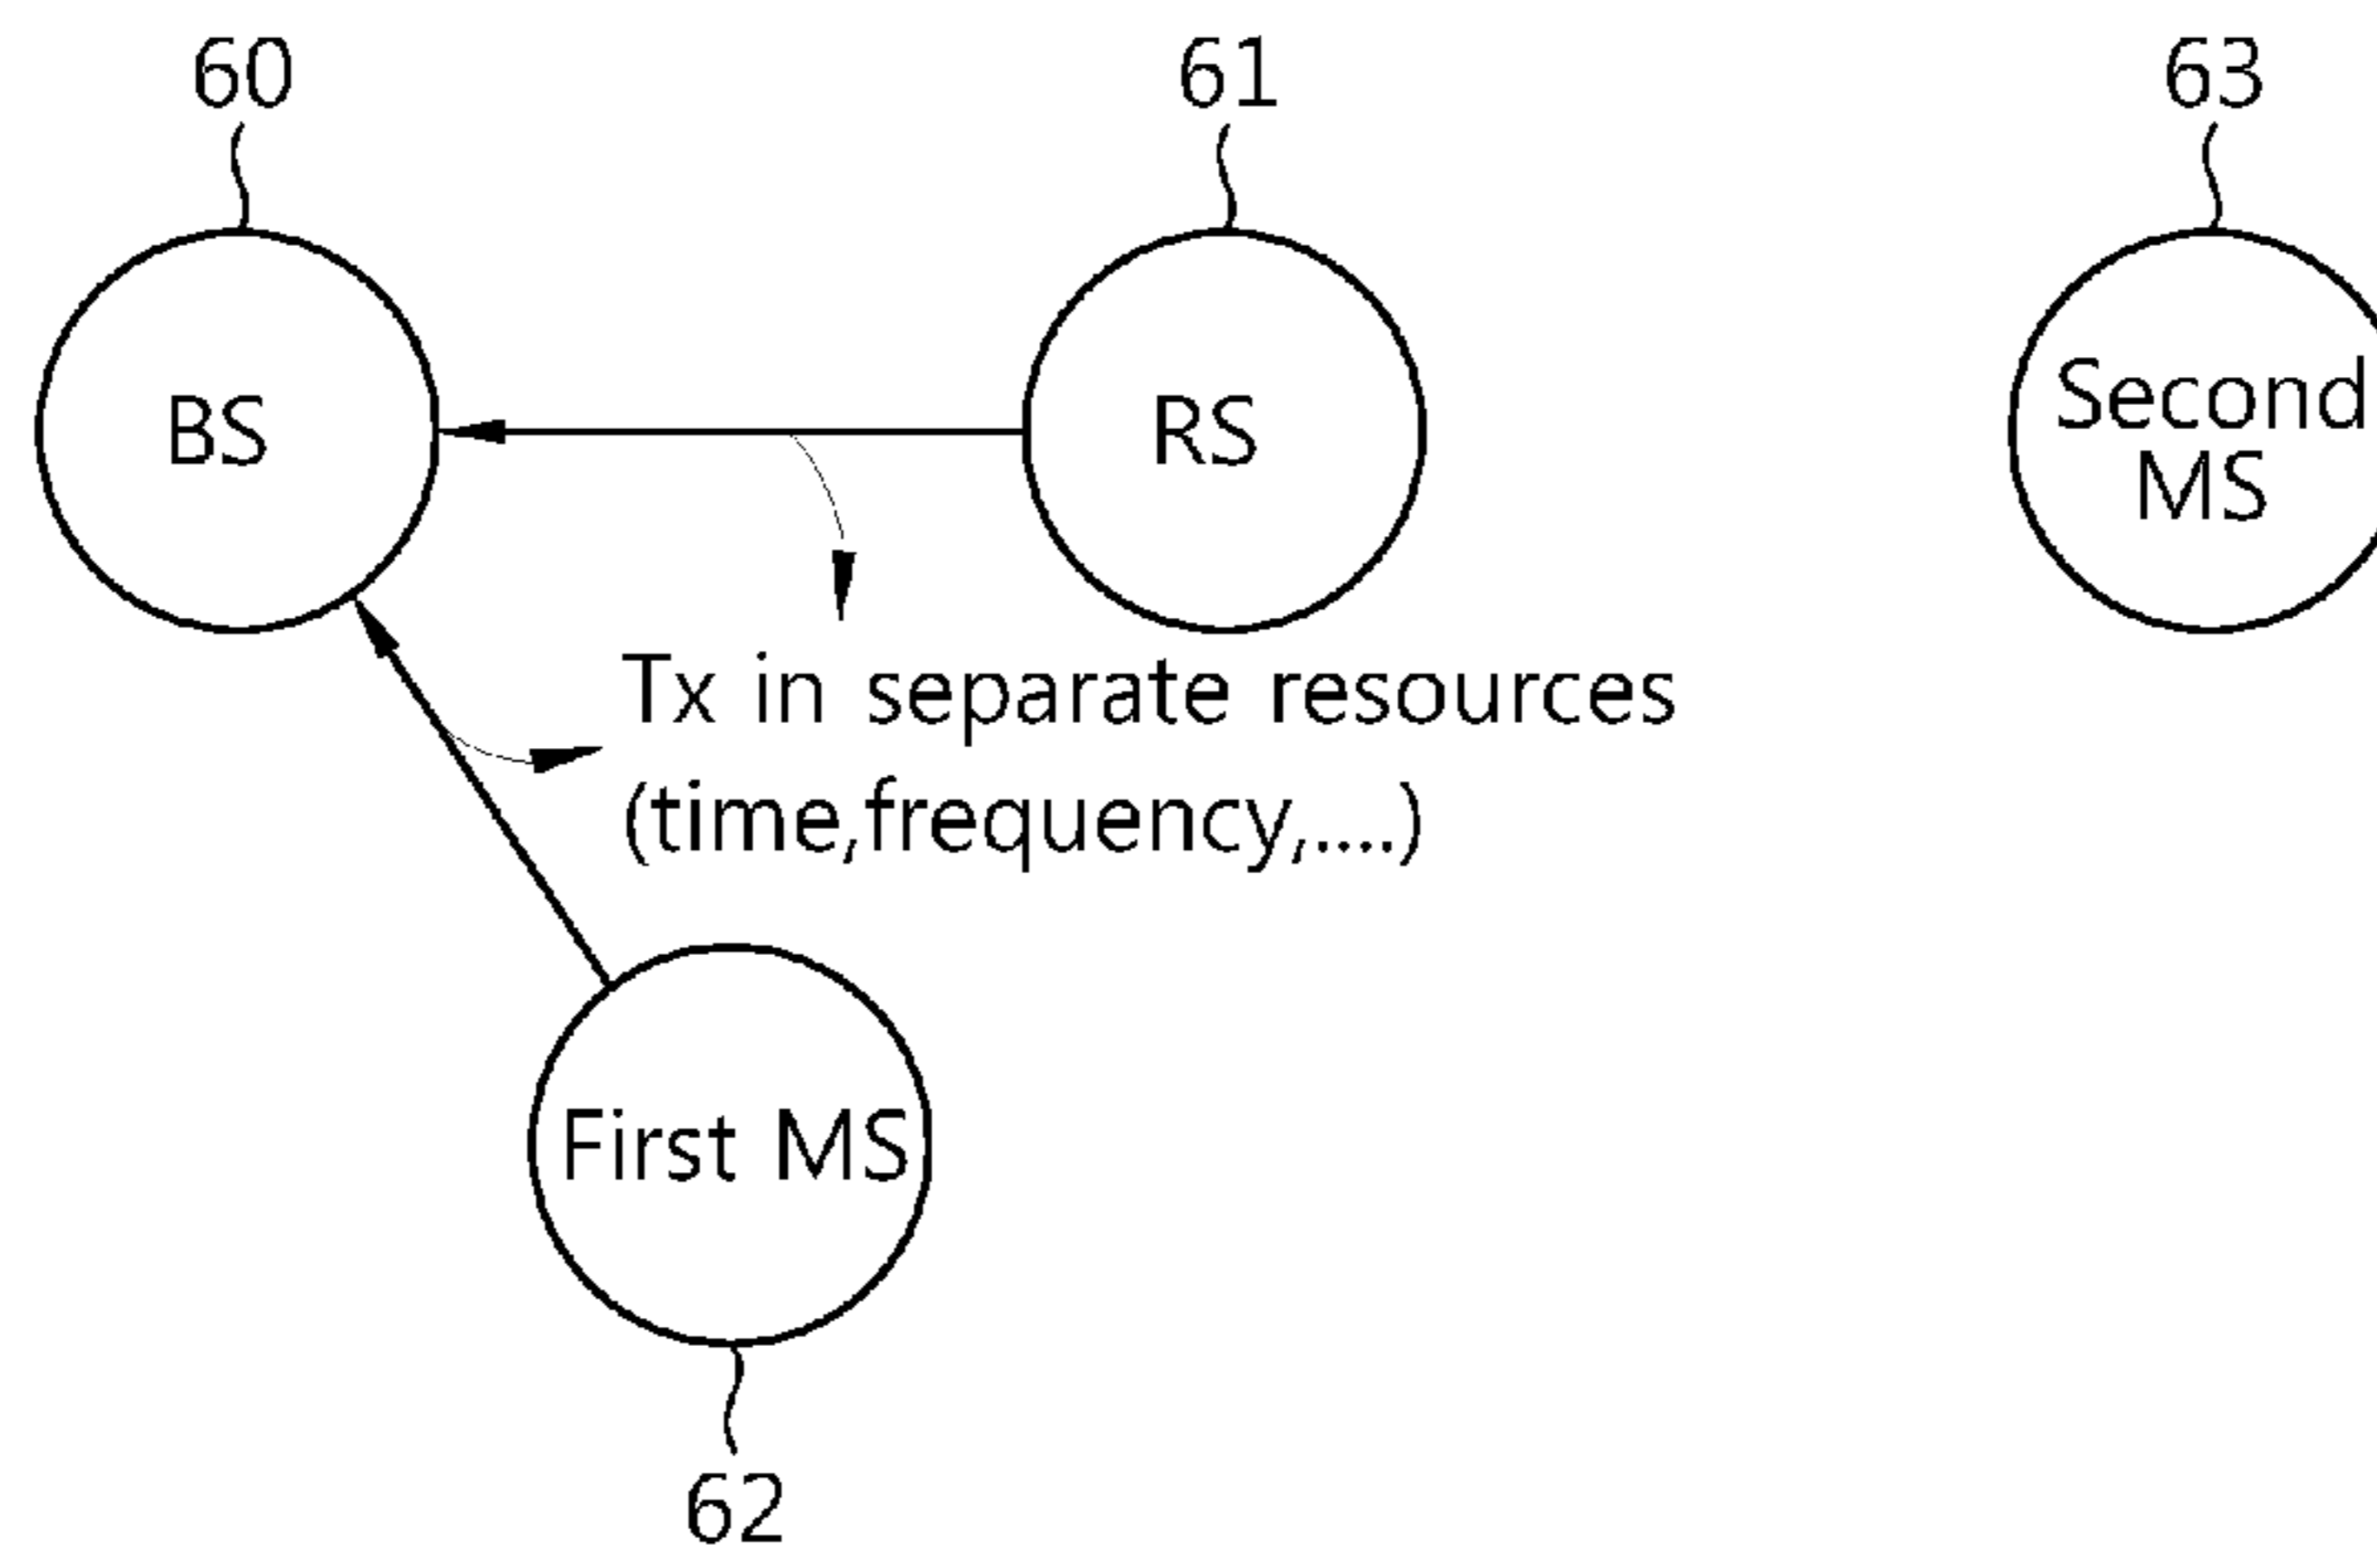 60
61
63
BS
RS
Second
MS
Tx in separate resources
(time,frequency,....)
First MS
62